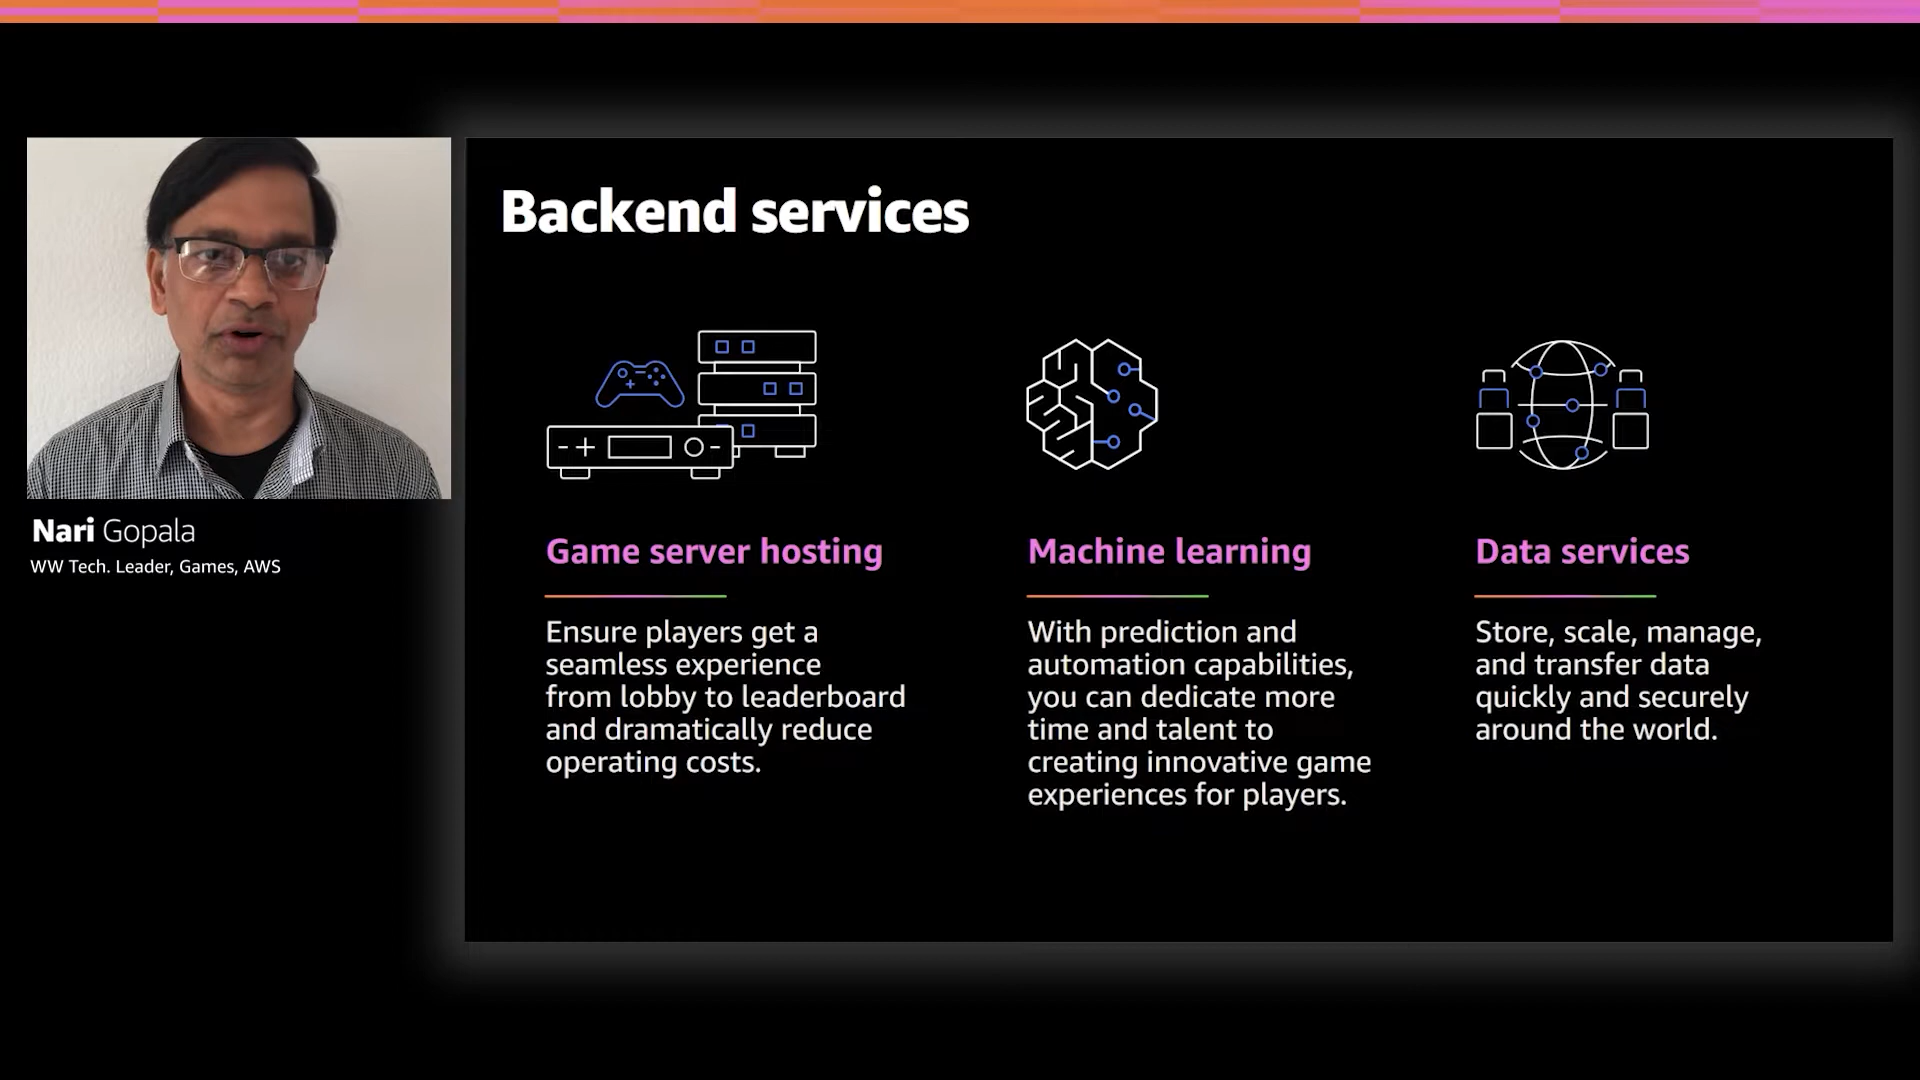 Backend services
Nari Gopala
WW Tech. Leader, Games, AWS
Game server hosting
Ensure players get a
seamless experience
from lobby to leaderboard
and dramatically reduce
operating costs.
Machine learning
With prediction and
automation capabilities,
you can dedicate more
time and talent to
creating innovative game
experiences for players.
Data services
Store, scale, manage,
and transfer data
quickly and securely
around the world.